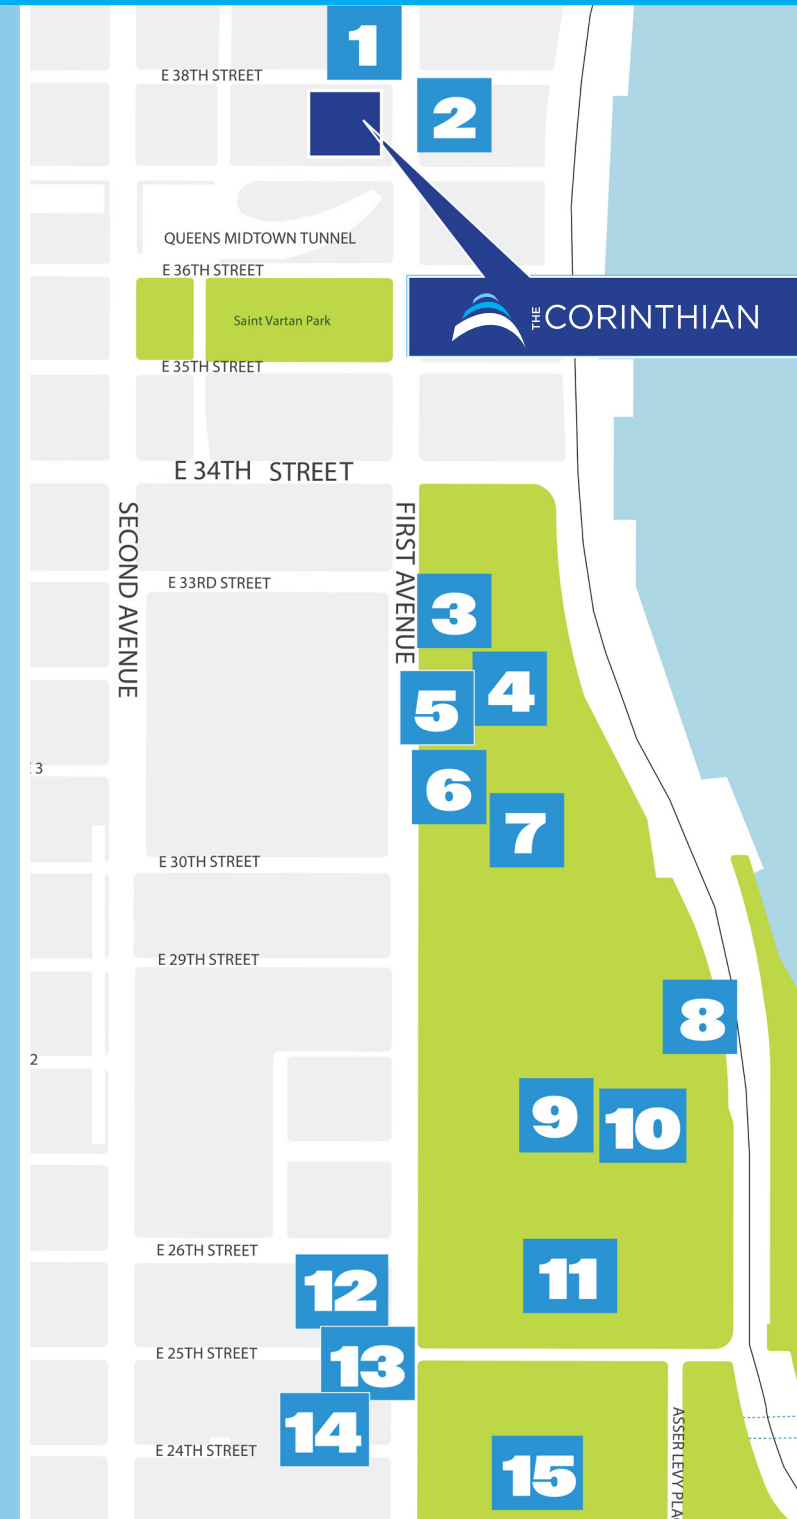 1
E 38TH STREET
2
QUEENS MIDTOWN TUNNEL
E 36TH STREET
Saint Vartan Park
THE CORINTHIAN
E 35TH STREET
E 34TH STREET
SECOND AVENUE
FIRST AVENUE
E 33RD STREET
3
4
5
E 3
6
7
E 30TH STREET
E 29TH STREET
8
2
9
10
E 26TH STREET
11
12
E 25TH STREET
13
14
ASSER LEVY PLA
E 24TH STREET
15